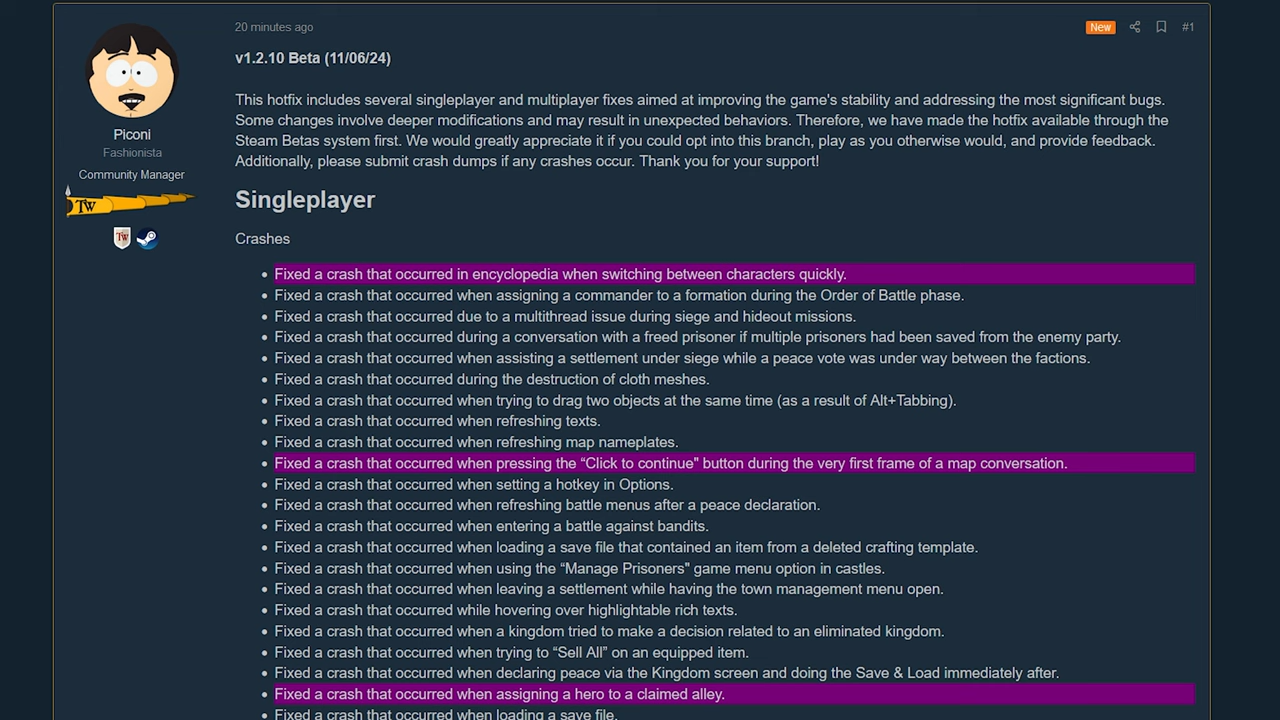 20 minutes ago
New
#1
v1.2.10 Beta (11/06/24)
This hotfix includes several singleplayer and multiplayer fixes aimed at improving the game's stability and addressing the most significant bugs.
Some changes involve deeper modifications and may result in unexpected behaviors. Therefore, we have made the hotfix available through the
Steam Betas system first. We would greatly appreciate it if you could opt into this branch, play as you otherwise would, and provide feedback.
Additionally, please submit crash dumps if any crashes occur. Thank you for your support!
Piconi
Fashionista
Community Manager
TW
TW
Singleplayer
Crashes
Fixed a crash that occurred in encyclopedia when switching between characters quickly.
Fixed a crash that occurred when assigning a commander to a formation during the Order of Battle phase.
Fixed a crash that occurred due to a multithread issue during siege and hideout missions.
Fixed a crash that occurred during a conversation with a freed prisoner if multiple prisoners had been saved from the enemy party.
Fixed a crash that occurred when assisting a settlement under siege while a peace vote was under way between the factions.
Fixed a crash that occurred during the destruction of cloth meshes.
Fixed a crash that occurred when trying to drag two objects at the same time (as a result of Alt+Tabbing).
Fixed a crash that occurred when refreshing texts.
Fixed a crash that occurred when refreshing map nameplates.
Fixed a crash that occurred when pressing the “Click to continue” button during the very first frame of a map conversation.
Fixed a crash that occurred when setting a hotkey in Options.
Fixed a crash that occurred when refreshing battle menus after a peace declaration.
Fixed a crash that occurred when entering a battle against bandits.
Fixed a crash that occurred when loading a save file that contained an item from a deleted crafting template.
Fixed a crash that occurred when using the “Manage Prisoners” game menu option in castles.
Fixed a crash that occurred when leaving a settlement while having the town management menu open.
Fixed a crash that occurred while hovering over highlightable rich texts.
Fixed a crash that occurred when a kingdom tried to make a decision related to an eliminated kingdom.
Fixed a crash that occurred when trying to “Sell All” on an equipped item.
Fixed a crash that occurred when declaring peace via the Kingdom screen and doing the Save & Load immediately after.
Fixed a crash that occurred when assigning a hero to a claimed alley.
Fixed a crash that occurred when loading a save file.